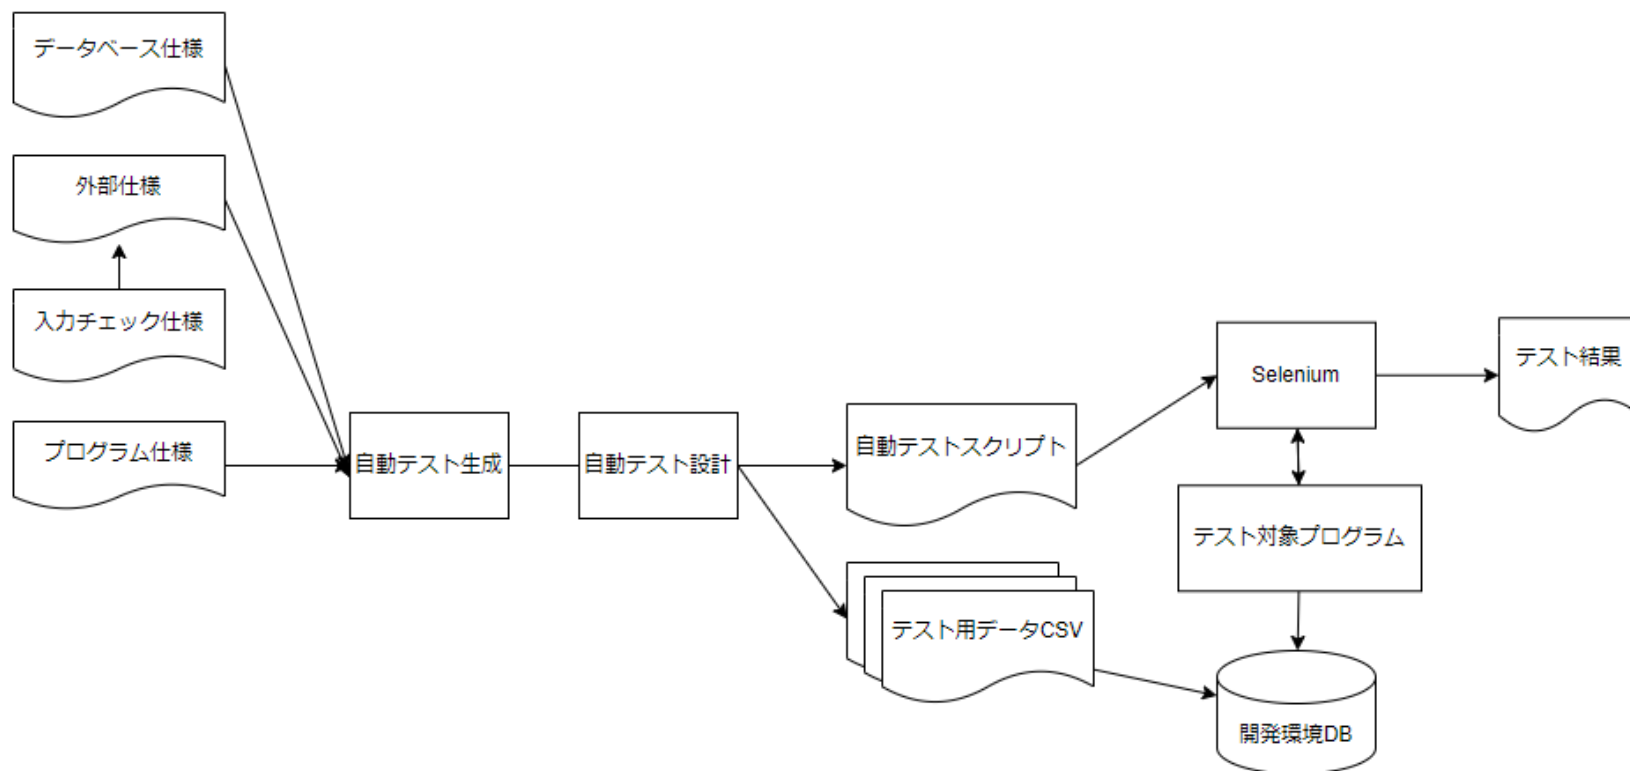 データベース仕様
外部仕様
入力チェック仕様
プログラム仕様
自動テスト生成
自動テスト設計
自動テストスクリプト
テスト用データCSV
Selenium
テスト結果
テスト対象プログラム
開発環境DB